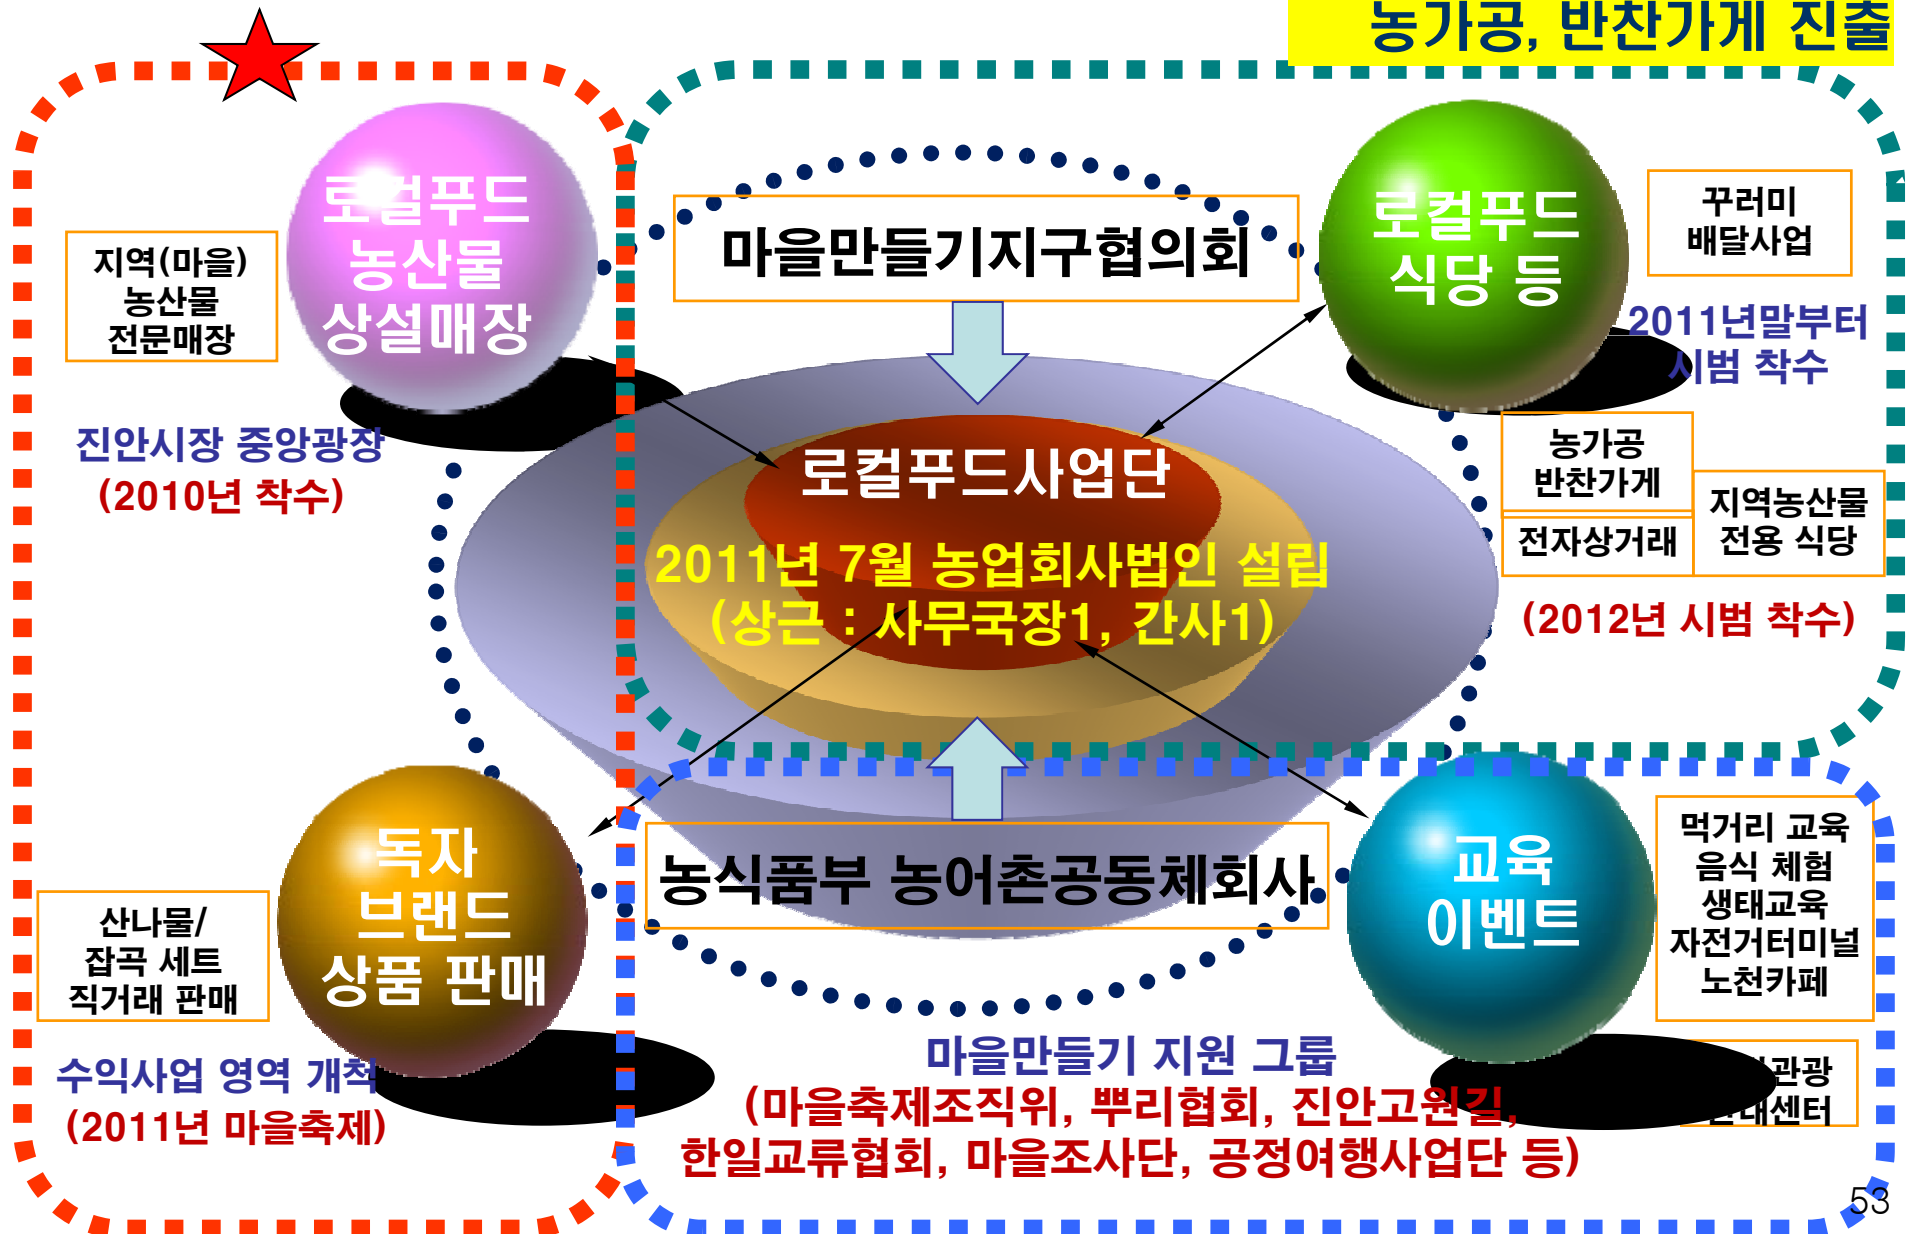 농가공, 반찬가게 진출
로컬푸드
농산물
상설매장
지역(마을)
농산물
전문매장
진안시장 중앙광장
(2010년 착수)
마을만들기지구협의회
로컬푸드
식당 등
꾸러미
배달사업
2011년말부터
시범 착수
농가공
반찬가게
전자상거래
지역농산물
전용 식당
(2012년 시범 착수)
로컬푸드사업단
2011년 7월 농업회사법인 설립
(상근 : 사무국장1, 간사1)
독자
브랜드
상품 판매
산나물/
잡곡 세트
직거래 판매
수익사업 영역 개척
(2011년 마을축제)
농식품부 농어촌공동체회사
교육
이벤트
먹거리 교육
음식 체험
생태교육
자전거터미널
노천카페
관광
센터
마을만들기 지원 그룹
(마을축제조직위, 뿌리협회, 진안고원길,
한일교류협회, 마을조사단, 공정여행사업단 등)
53